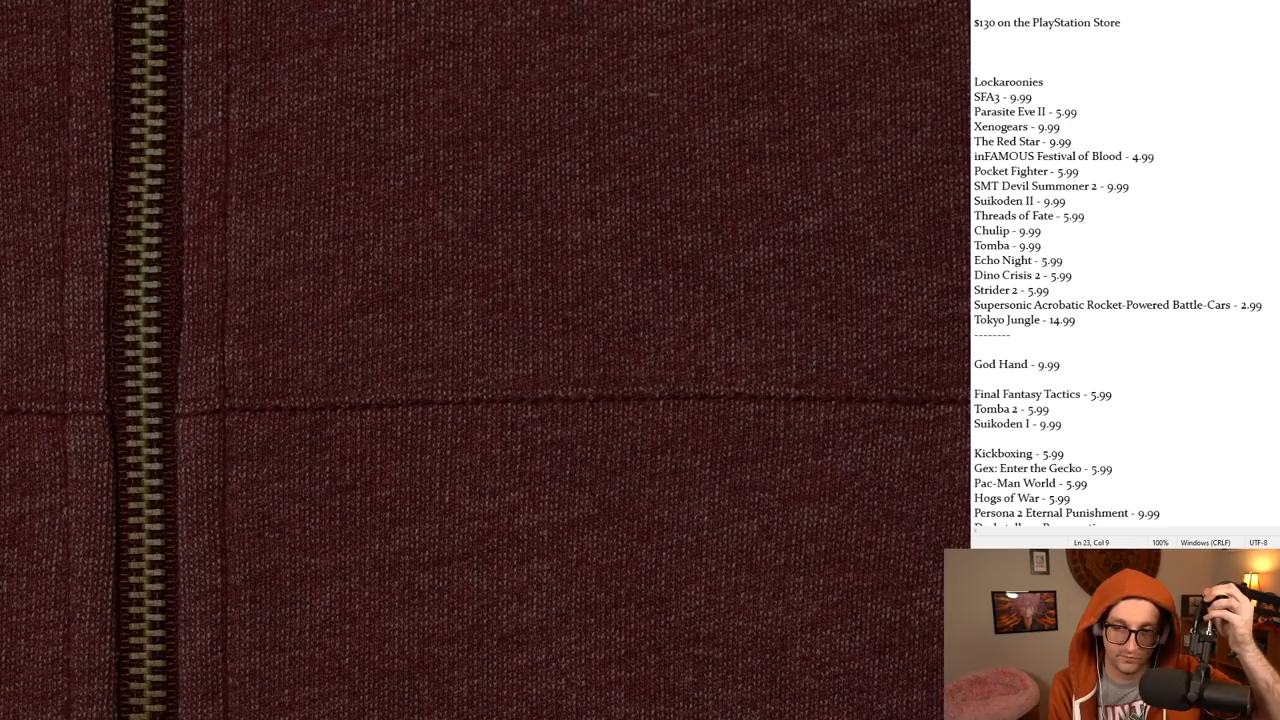 $130 on the PlayStation Store
Lockaroonies
SFA3 - 9.99
Parasite Eve II - 5.99
Xenogears - 9.99
The Red Star - 9.99
inFAMOUS Festival of Blood - 4.99
Pocket Fighter - 5.99
SMT Devil Summoner 2 - 9.99
Suikoden II - 9.99
Threads of Fate - 5.99
Chulip - 9.99
Tomba - 9.99
Echo Night - 5.99
Dino Crisis 2 - 5.99
Strider 2 - 5.99
Supersonic Acrobatic Rocket-Powered Battle-Cars - 2.99
Tokyo Jungle - 14.99
--------
God Hand - 9.99
Final Fantasy Tactics - 5.99
Tomba 2 - 5.99
Suikoden I - 9.99
Kickboxing - 5.99
Gex: Enter the Gecko - 5.99
Pac-Man World - 5.99
Hogs of War - 5.99
Persona 2 Eternal Punishment - 9.99
Ln 23, Col 9 100% Windows (CRLF) UTF-8